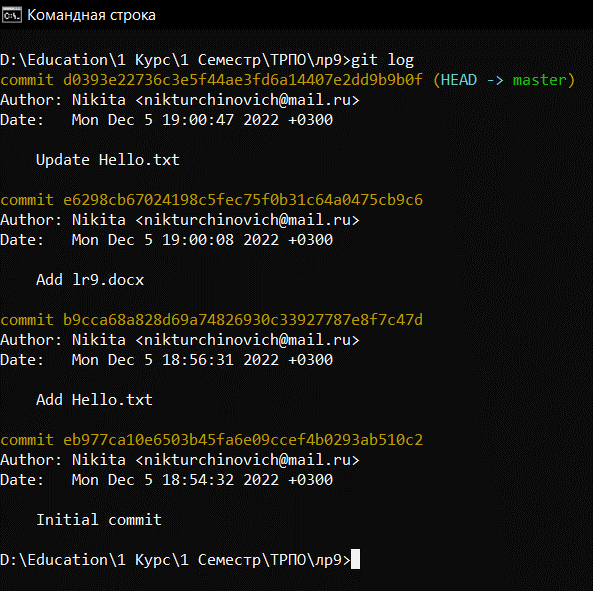 Командная строка
D:\Education\1 Курс\1 Семестр\ТРПО\лр9>git log
commit d0393e22736c3e5f44ae3fd6a14407e2dd9b9b0f (HEAD -> master)
Author: Nikita <nikturchinovich@mail.ru>
Date:   Mon Dec 5 19:00:47 2022 +0300
Update Hello.txt
commit e6298cb67024198c5fec75f0b31c64a0475cb9c6
Author: Nikita <nikturchinovich@mail.ru>
Date:   Mon Dec 5 19:00:08 2022 +0300
Add lr9.docx
commit b9cca68a828d69a74826930c33927787e8f7c47d
Author: Nikita <nikturchinovich@mail.ru>
Date:   Mon Dec 5 18:56:31 2022 +0300
Add Hello.txt
commit eb977ca10e6503b45fa6e09ccef4b0293ab510c2
Author: Nikita <nikturchinovich@mail.ru>
Date:   Mon Dec 5 18:54:32 2022 +0300
Initial commit
D:\Education\1 Курс\1 Семестр\ТРПО\лр9>